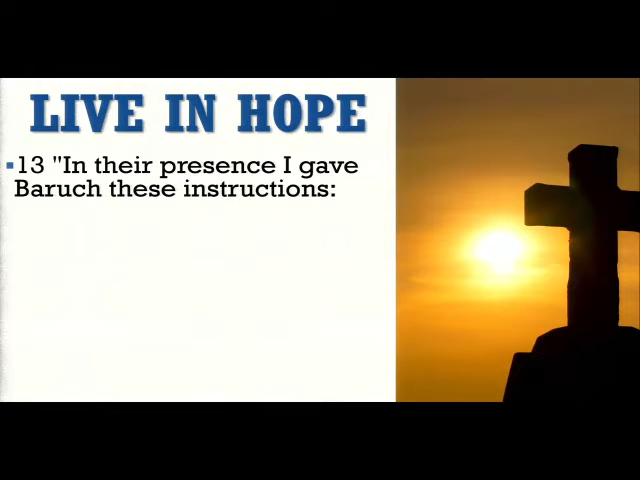 LIVE IN HOPE
▪13 "In their presence I gave
Baruch these instructions: